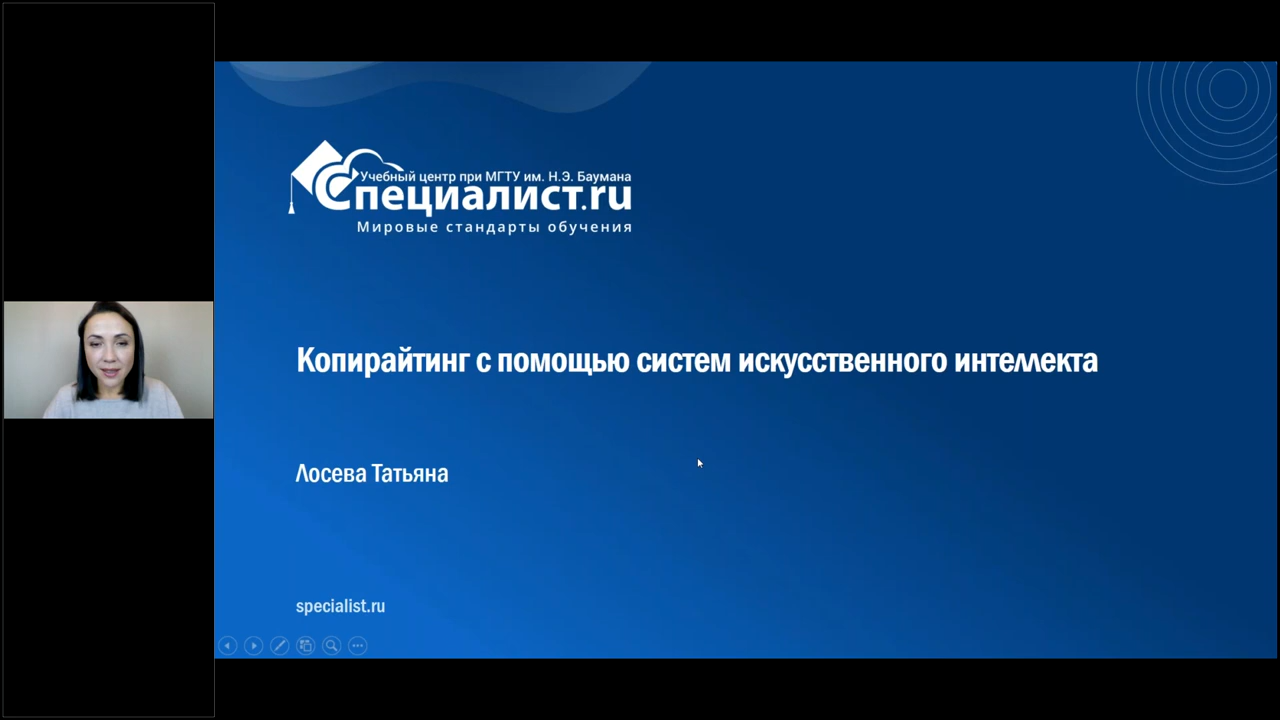 Учебный центр при МГТУ им. Н.Э. Баумана
Специалист.ru
Мировые стандарты обучения
Копирайтинг с помощью систем искусственного интеллекта
Лосева Татьяна
specialist.ru